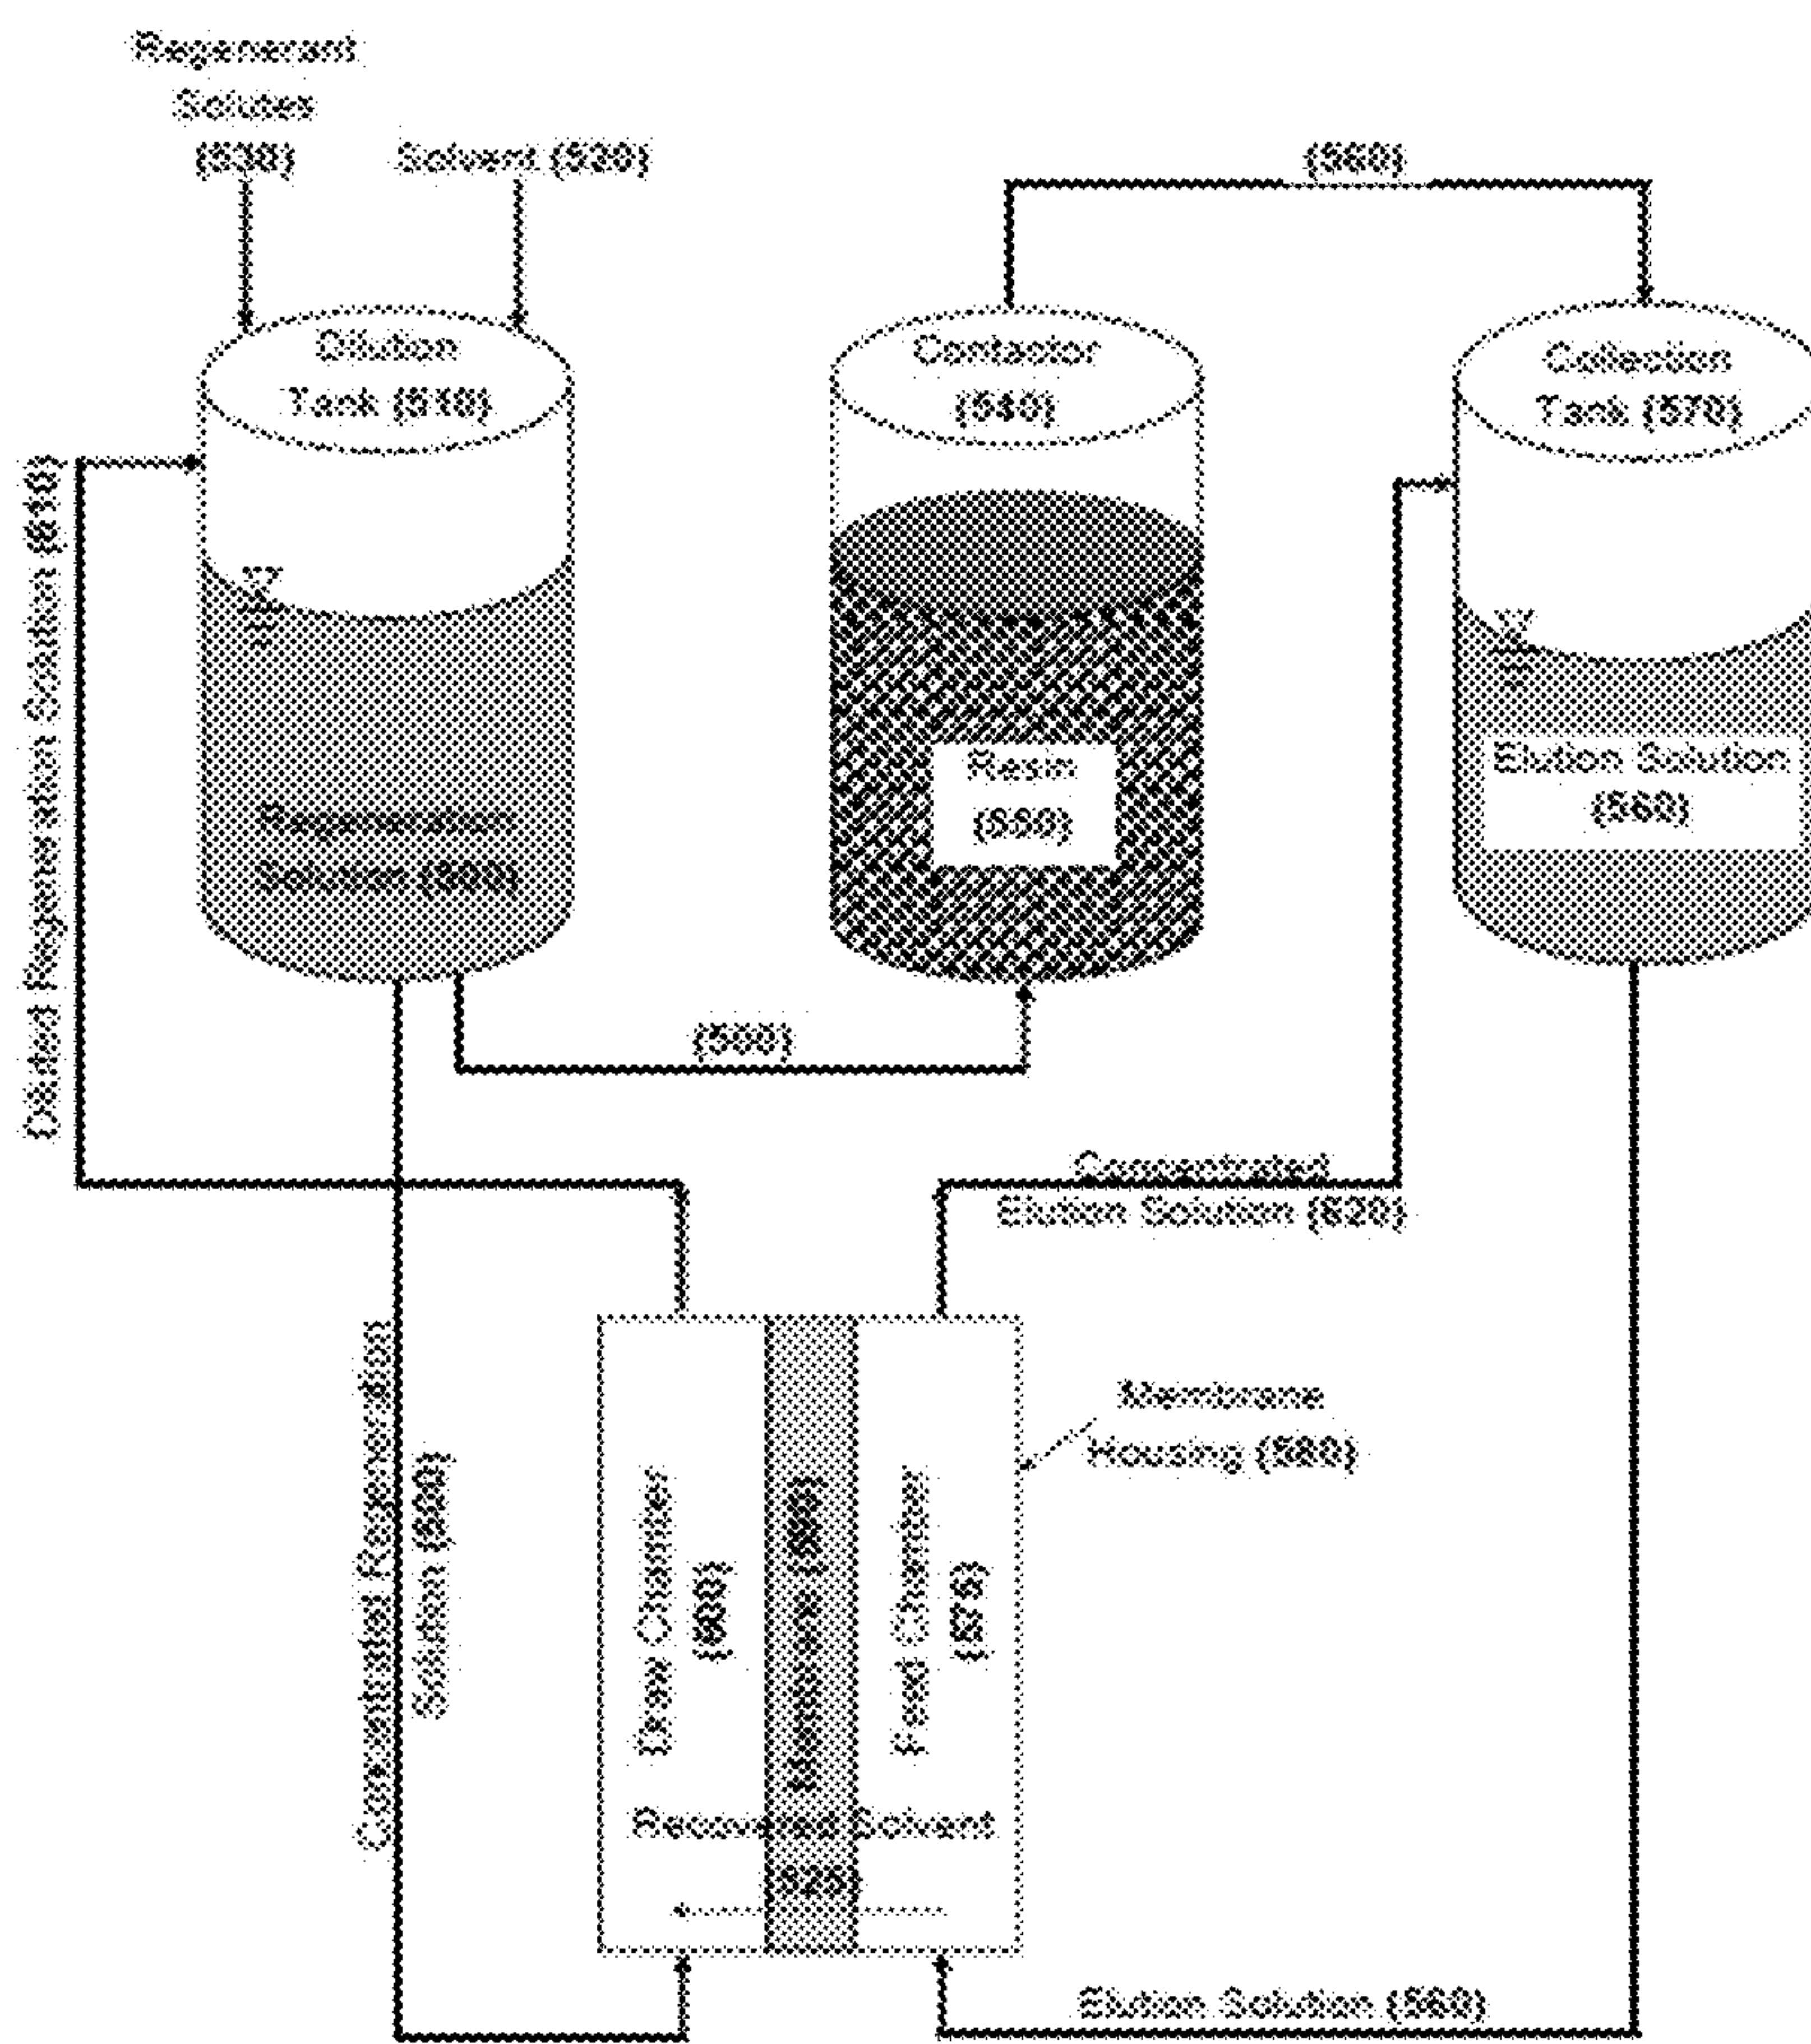 Regenerant
Solutes
(530)
Solvent (520)
(560)
Dilution
Tank (510)
Contactor
(540)
Collection
Tank (570)
Diluted Regeneration Solution (610)
Resin
(550)
Elution Solution
(560)
Regeneration
Solution (500)
(500)
Concentrated
Elution Solution (620)
Membrane
Housing (580)
Concentrated Regeneration
Solution (500)
Draw Chamber
(600)
Membrane
Feed Chamber
(575)
Recovered Solvent
Elution Solution (560)